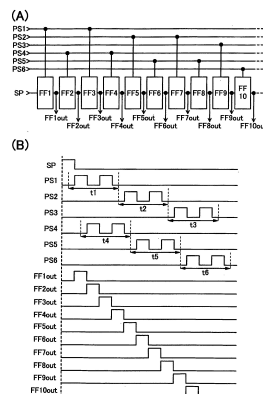 (A)
PS1
PS2
PS3
PS4
PS5
PS6
SP
FF1
FF2
FF3
FF4
FF5
FF6
FF7
FF8
FF9
FF
10
FF1out
FF3out
FF5out
FF7out
FF9out
FF2out
FF4out
FF6out
FF8out
FF10out
(B)
SP
PS1
t1
PS2
t2
PS3
t3
PS4
t4
PS5
t5
PS6
t6
FF1out
FF2out
FF3out
FF4out
FF5out
FF6out
FF7out
FF8out
FF9out
FF10out